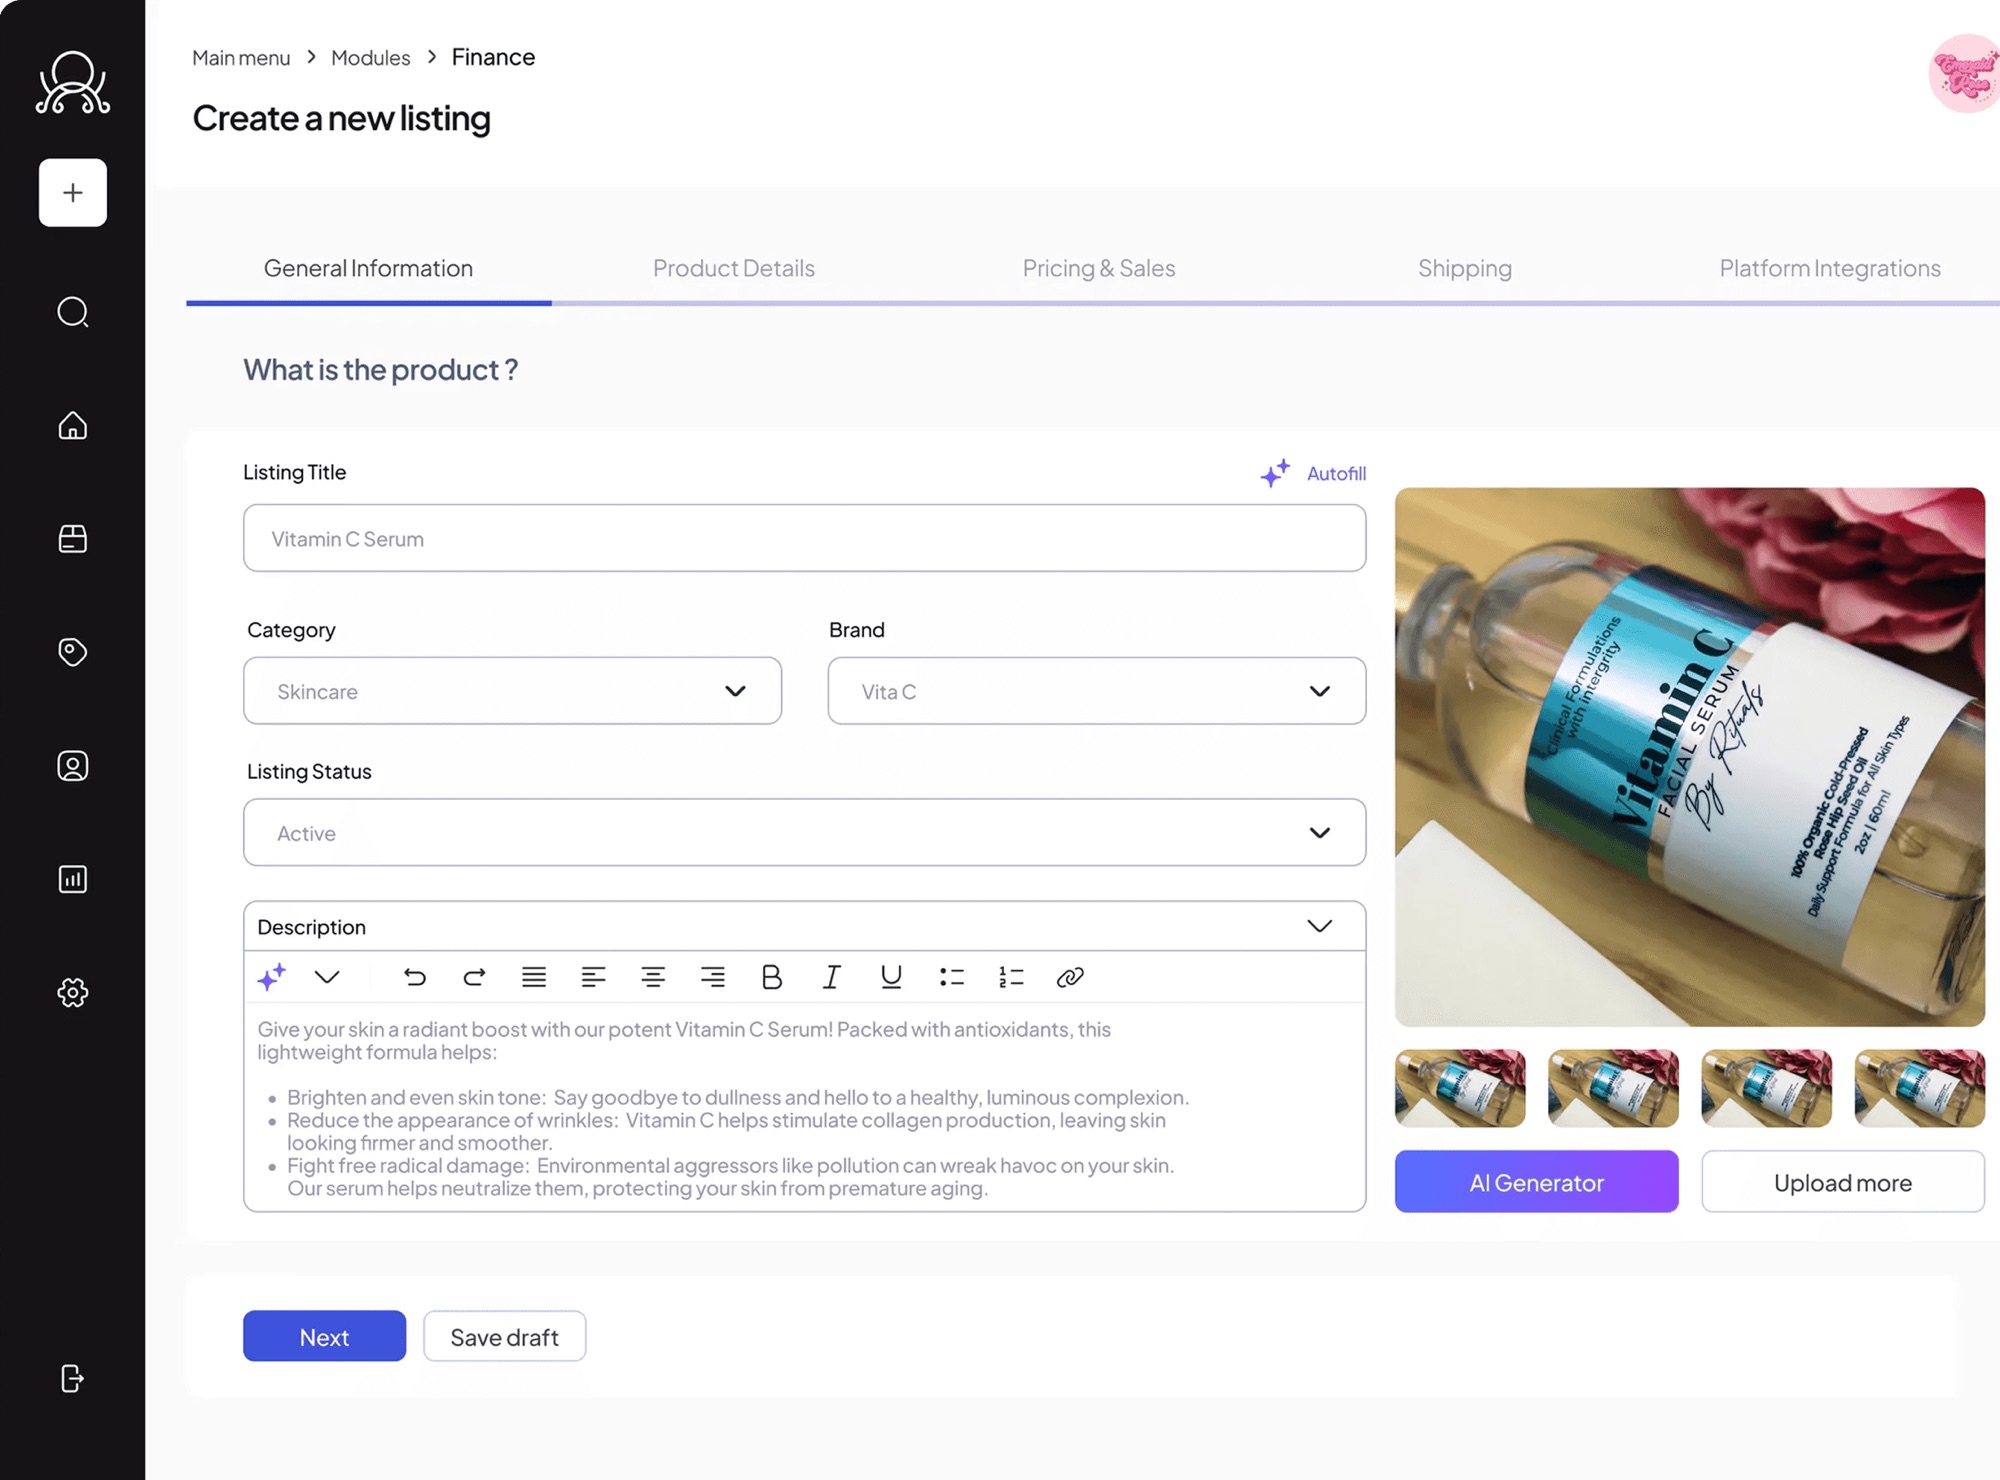 Main menu > Modules > Finance
Create a new listing
Emerald
Rose
General Information
Product Details
Pricing & Sales
Shipping
Platform Integrations
What is the product ?
Listing Title
Autofill
Vitamin C Serum
Category
Brand
Skincare
Vita C
Listing Status
Active
Description
Give your skin a radiant boost with our potent Vitamin C Serum! Packed with antioxidants, this
lightweight formula helps:
• Brighten and even skin tone: Say goodbye to dullness and hello to a healthy, luminous complexion.
• Reduce the appearance of wrinkles: Vitamin C helps stimulate collagen production, leaving skin
looking firmer and smoother.
• Fight free radical damage: Environmental aggressors like pollution can wreak havoc on your skin.
Our serum helps neutralize them, protecting your skin from premature aging.
Clinical Formulations
with Intergrity
Vitamin C
FACIAL SERUM
By Rituals
100% Organic Cold-Pressed
Rose Hip Seed Oil
Daily Support Formula for All Skin Types
2oz | 60ml
AI Generator
Upload more
Next
Save draft